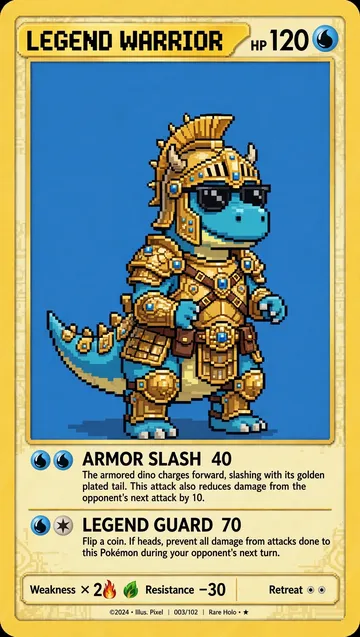 LEGEND WARRIOR HP 120
ARMOR SLASH 40
The armored dino charges forward, slashing with its golden
plated tail. This attack also reduces damage from the
opponent's next attack by 10.
LEGEND GUARD 70
Flip a coin. If heads, prevent all damage from attacks done to
this Pokémon during your opponent's next turn.
Weakness × 2 Resistance −30 Retreat
©2024 • Illus. Pixel | 003/102 | Rare Holo • ★